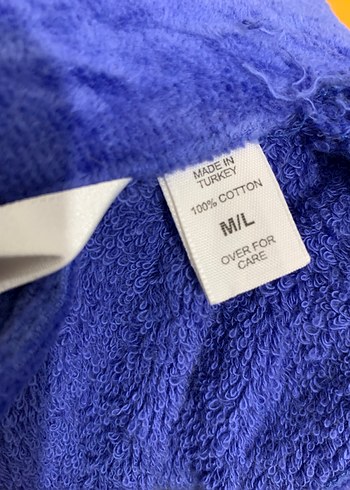 MADE IN
TURKEY
100% COTTON
M/L
OVER FOR
CARE